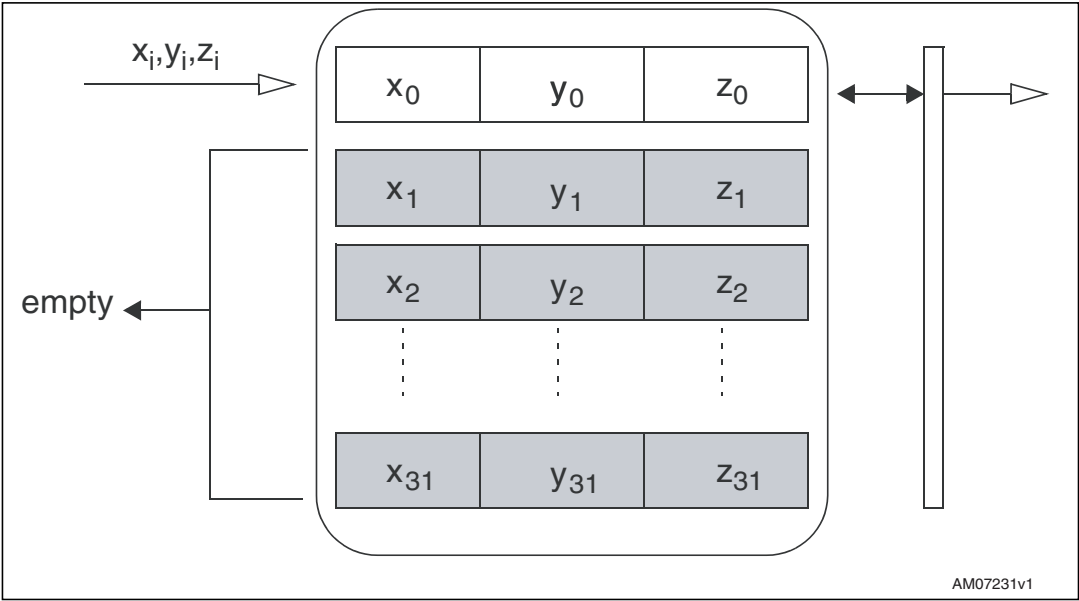 xi,yi,zi
x0 y0 z0
x1 y1 z1
x2 y2 z2
empty
x31 y31 z31
AM07231v1